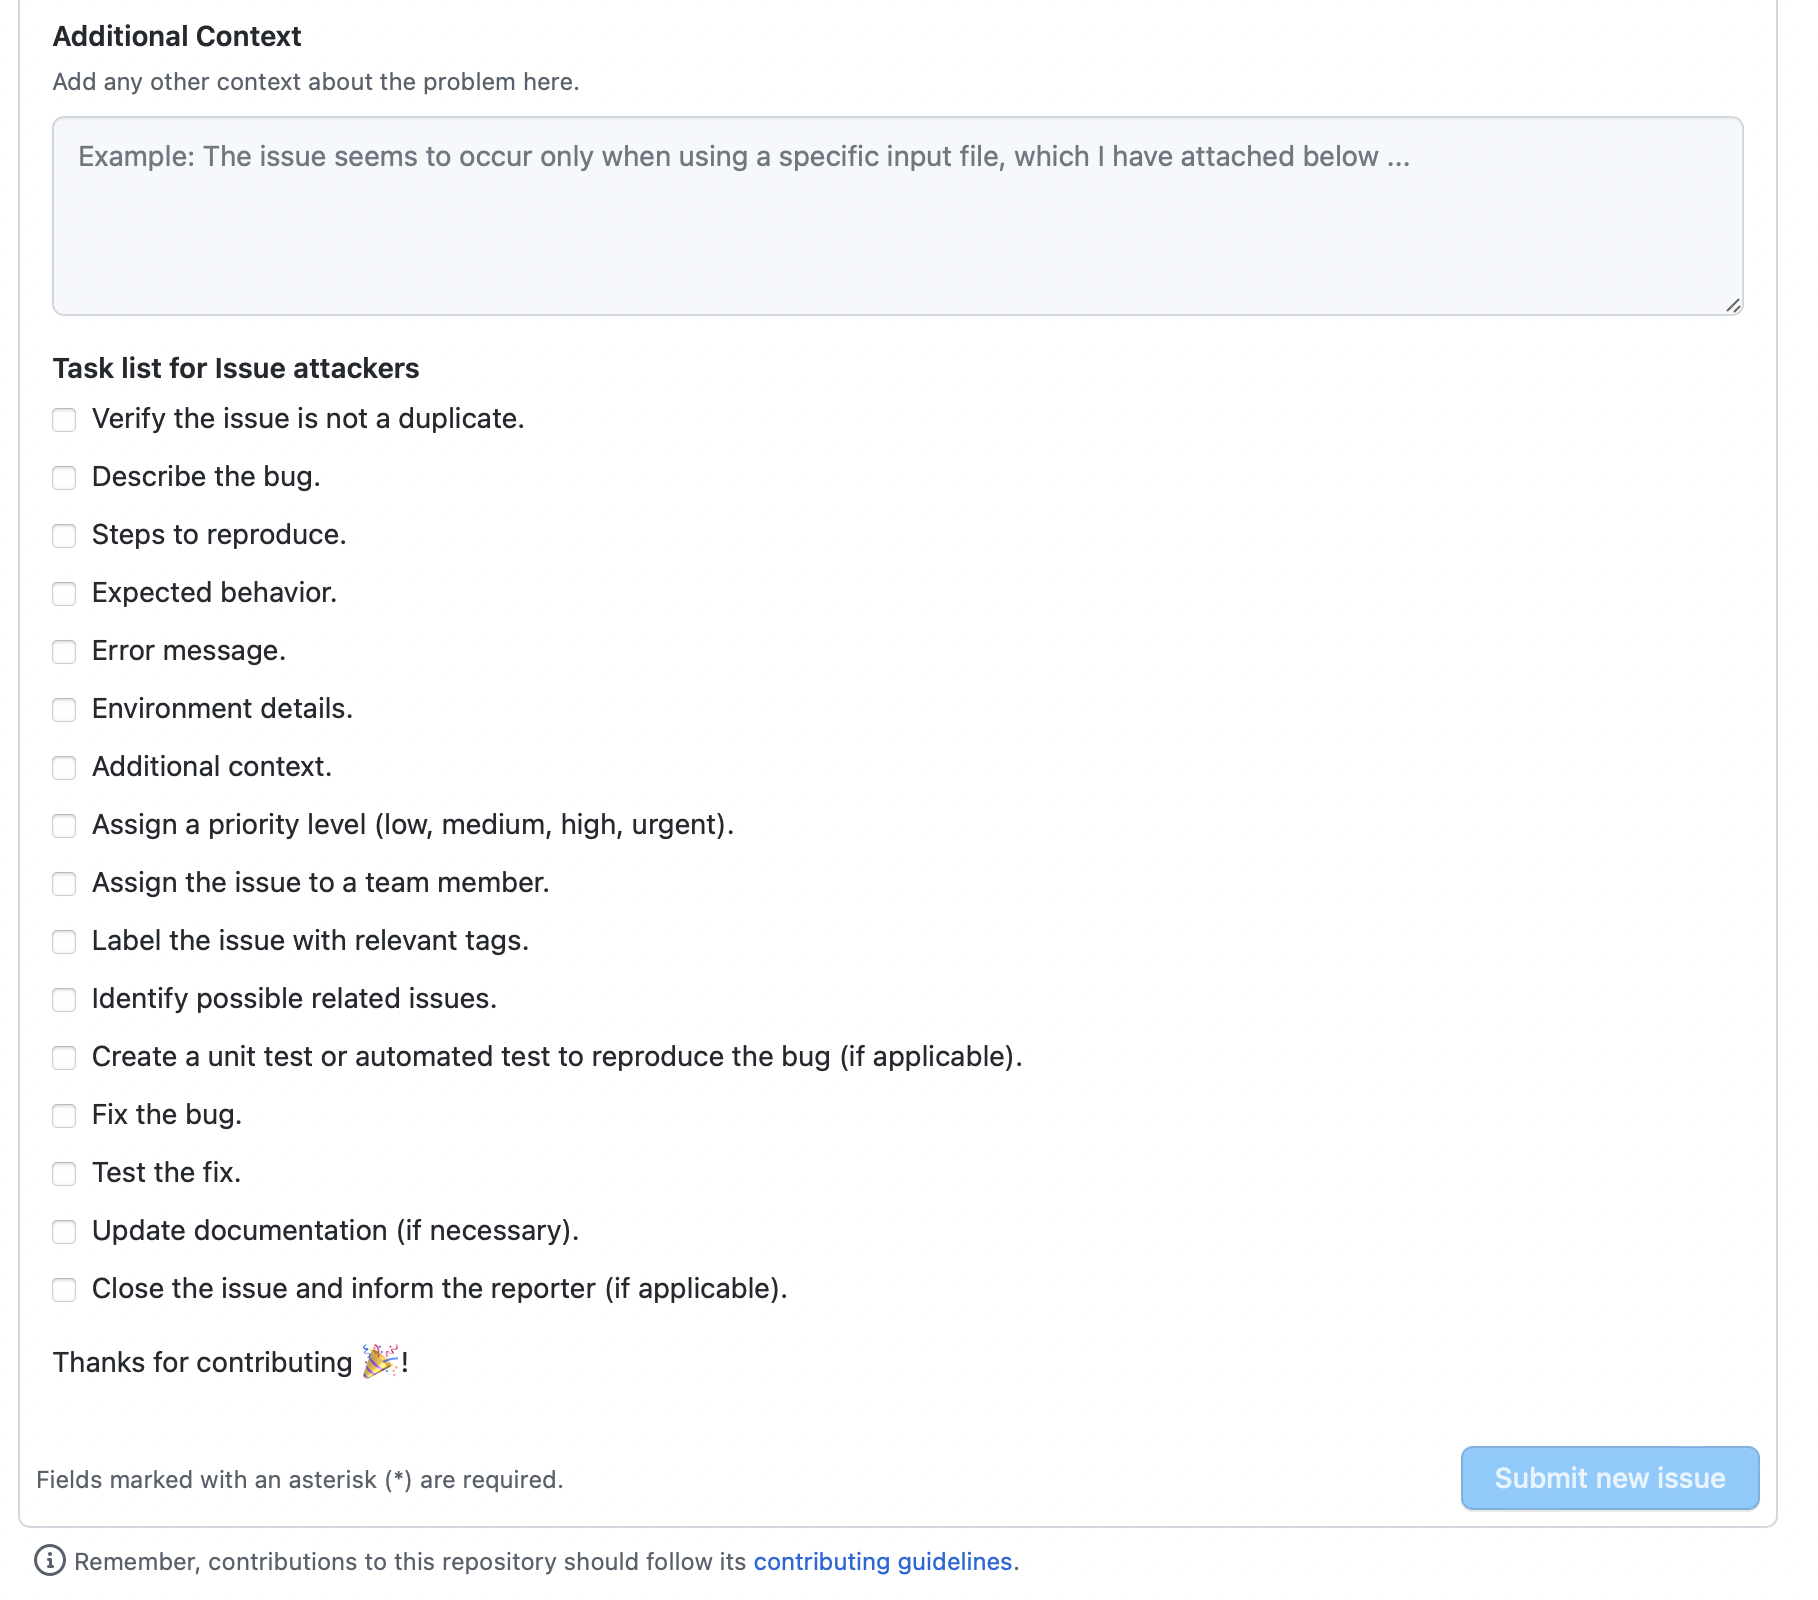 Additional Context
Add any other context about the problem here.
Example: The issue seems to occur only when using a specific input file, which I have attached below ...
Task list for Issue attackers
Verify the issue is not a duplicate.
Describe the bug.
Steps to reproduce.
Expected behavior.
Error message.
Environment details.
Additional context.
Assign a priority level (low, medium, high, urgent).
Assign the issue to a team member.
Label the issue with relevant tags.
Identify possible related issues.
Create a unit test or automated test to reproduce the bug (if applicable).
Fix the bug.
Test the fix.
Update documentation (if necessary).
Close the issue and inform the reporter (if applicable).
Thanks for contributing 🎉!
Fields marked with an asterisk (*) are required.
Submit new issue
Remember, contributions to this repository should follow its contributing guidelines.